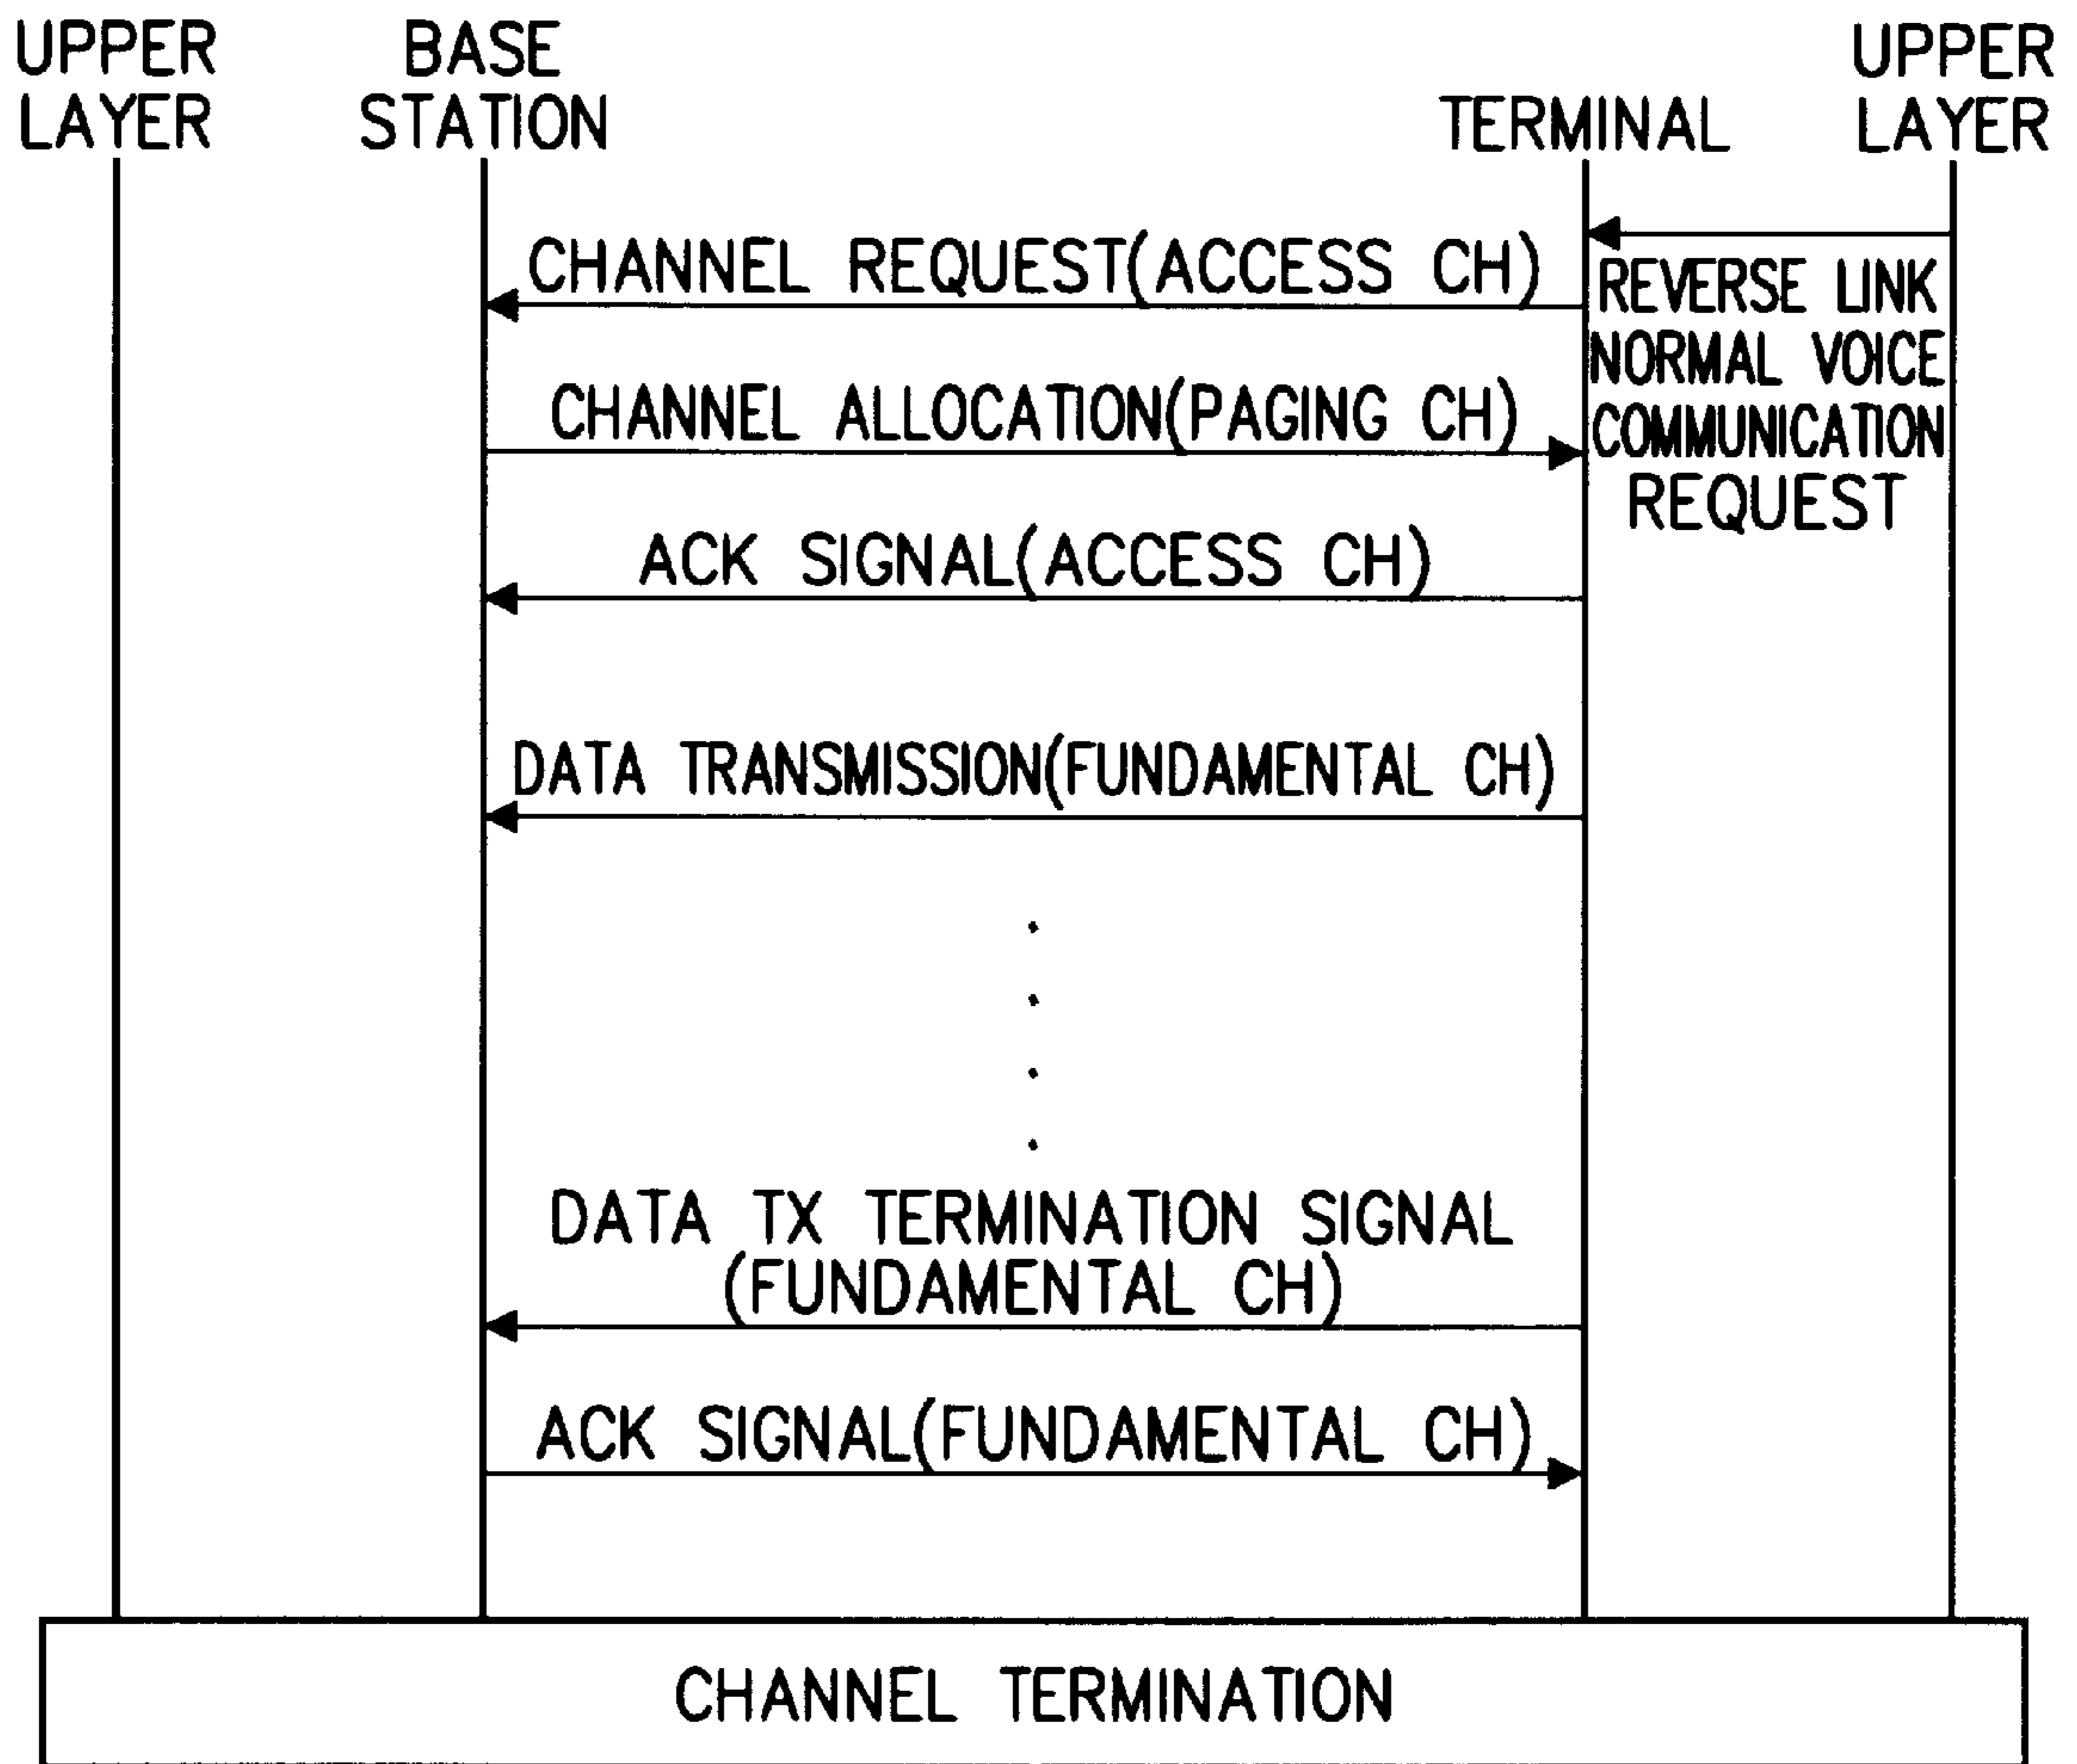 UPPER
LAYER
BASE
STATION
TERMINAL
UPPER
LAYER
CHANNEL REQUEST(ACCESS CH)
REVERSE LINK
NORMAL VOICE
COMMUNICATION
REQUEST
CHANNEL ALLOCATION(PAGING CH)
ACK SIGNAL(ACCESS CH)
DATA TRANSMISSION(FUNDAMENTAL CH)
DATA TX TERMINATION SIGNAL
(FUNDAMENTAL CH)
ACK SIGNAL(FUNDAMENTAL CH)
CHANNEL TERMINATION